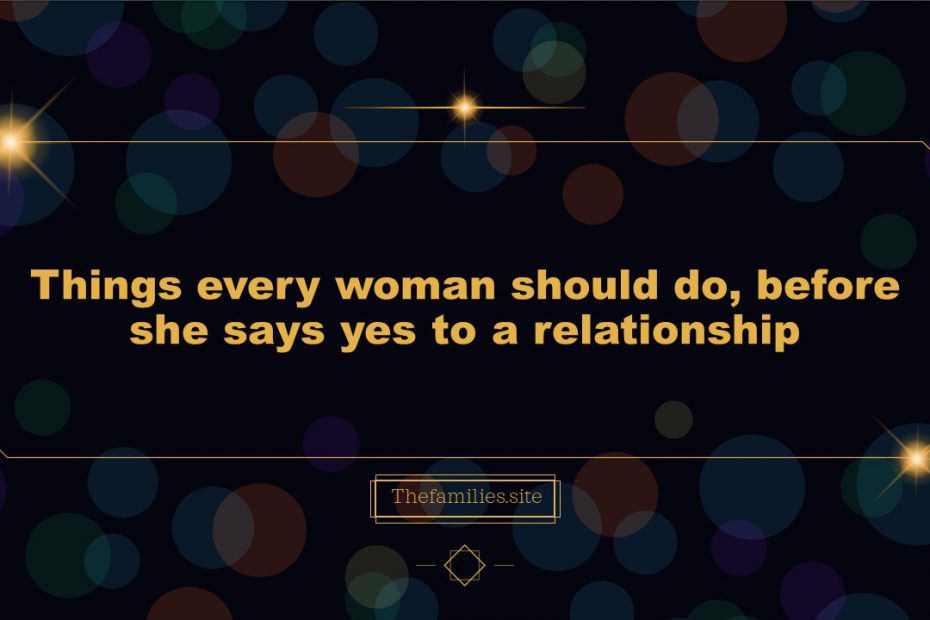 Things every woman should do, before
she says yes to a relationship
Thefamilies.site